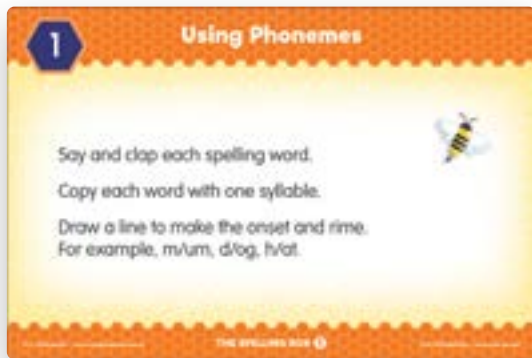 1
Using Phonemes
Say and clap each spelling word.
Copy each word with one syllable.
Draw a line to make the onset and rime.
For example, m/um, d/og, h/at.
THE SPELLING BOX 1